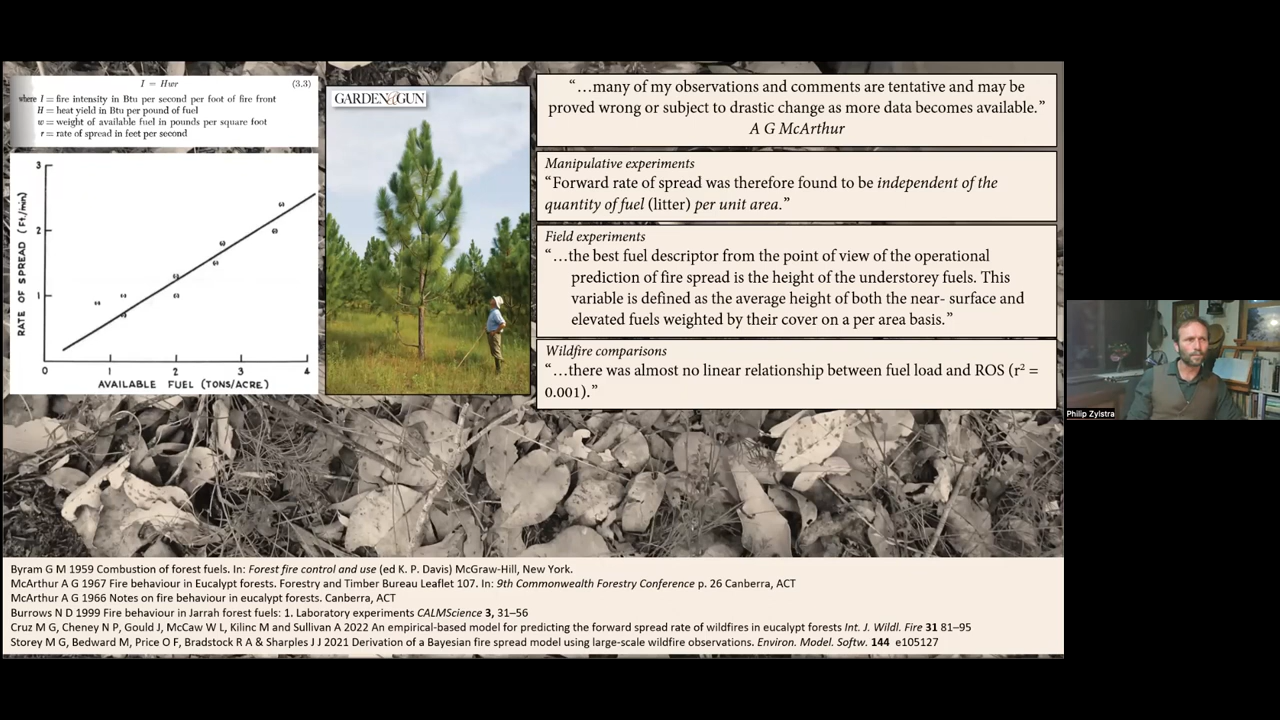 I = Hwr (3.3)
where I = fire intensity in Btu per second per foot of fire front
H = heat yield in Btu per pound of fuel
w = weight of available fuel in pounds per square foot
r = rate of spread in feet per second
RATE OF SPREAD (Ft./min)
3
2
1
0 1 2 3 4
AVAILABLE FUEL (TONS/ACRE)
GARDEN&GUN
“…many of my observations and comments are tentative and may be
proved wrong or subject to drastic change as more data becomes available.”
A G McArthur
Manipulative experiments
“Forward rate of spread was therefore found to be independent of the
quantity of fuel (litter) per unit area.”
Field experiments
“…the best fuel descriptor from the point of view of the operational
prediction of fire spread is the height of the understorey fuels. This
variable is defined as the average height of both the near- surface and
elevated fuels weighted by their cover on a per area basis.”
Wildfire comparisons
“…there was almost no linear relationship between fuel load and ROS (r² =
0.001).”
Philip Zylstra
Byram G M 1959 Combustion of forest fuels. In: Forest fire control and use (ed K. P. Davis) McGraw-Hill, New York.
McArthur A G 1967 Fire behaviour in Eucalypt forests. Forestry and Timber Bureau Leaflet 107. In: 9th Commonwealth Forestry Conference p. 26 Canberra, ACT
McArthur A G 1966 Notes on fire behaviour in eucalypt forests. Canberra, ACT
Burrows N D 1999 Fire behaviour in Jarrah forest fuels: 1. Laboratory experiments CALMScience 3, 31–56
Cruz M G, Cheney N P, Gould J, McCaw W L, Kilinc M and Sullivan A 2022 An empirical-based model for predicting the forward spread rate of wildfires in eucalypt forests Int. J. Wildl. Fire 31 81–95
Storey M G, Bedward M, Price O F, Bradstock R A & Sharples J J 2021 Derivation of a Bayesian fire spread model using large-scale wildfire observations. Environ. Model. Softw. 144 e105127